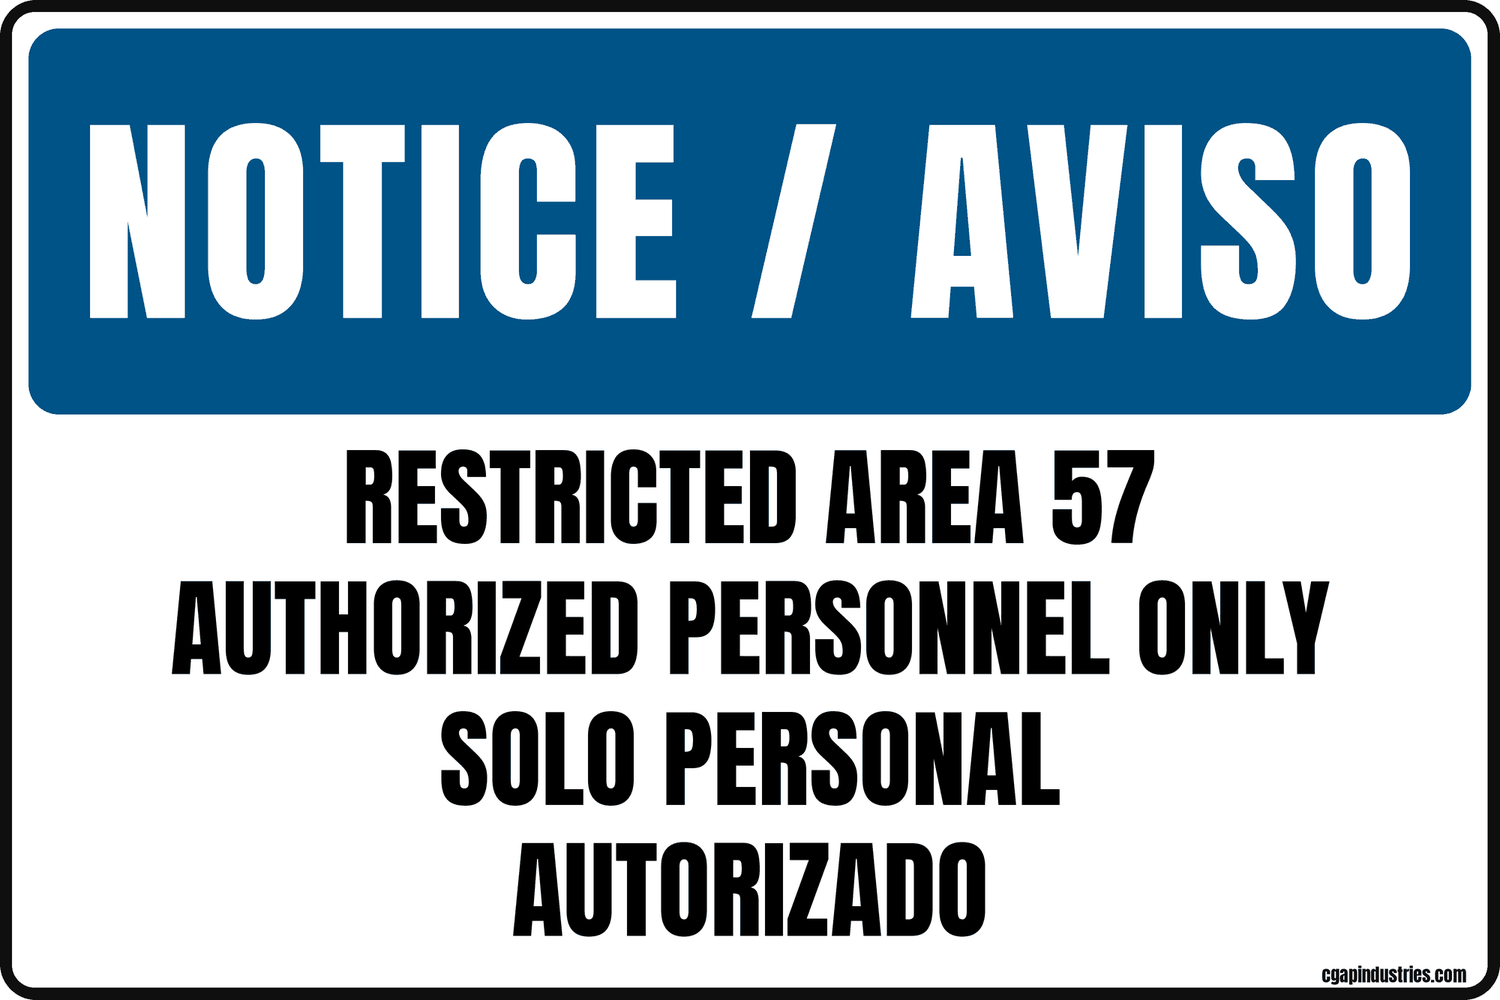 NOTICE / AVISO
RESTRICTED AREA 57
AUTHORIZED PERSONNEL ONLY
SOLO PERSONAL
AUTORIZADO
cgapindustries.com